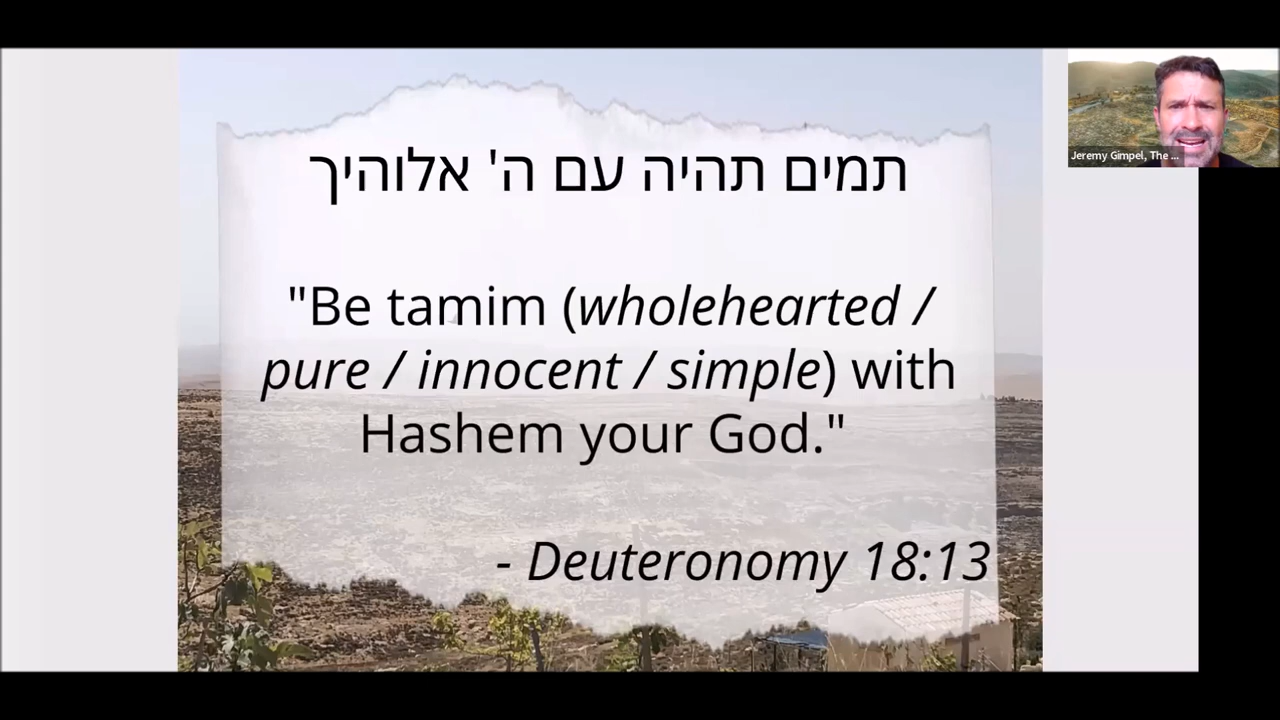 תמים תהיה עם ה' אלוהיך
"Be tamim (wholehearted /
pure / innocent / simple) with
Hashem your God."
- Deuteronomy 18:13
Jeremy Gimpel, The ...